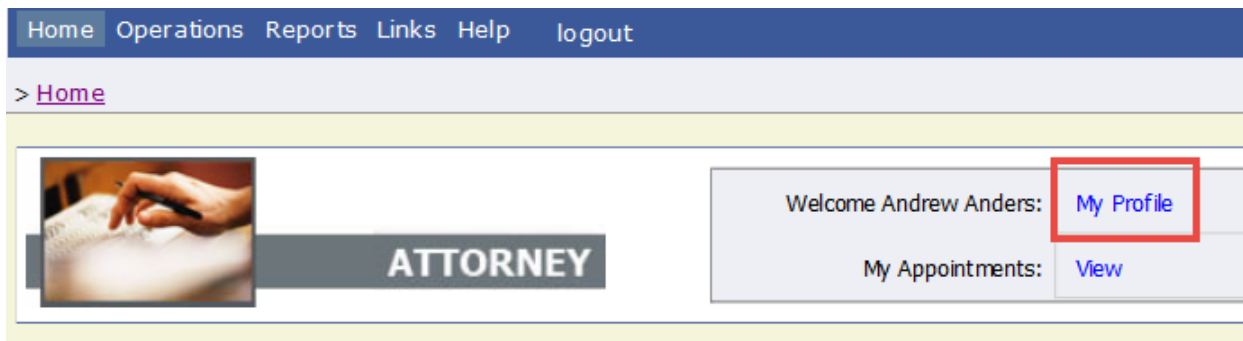 Home Operations Reports Links Help logout
> Home
ATTORNEY
Welcome Andrew Anders: My Profile
My Appointments: View